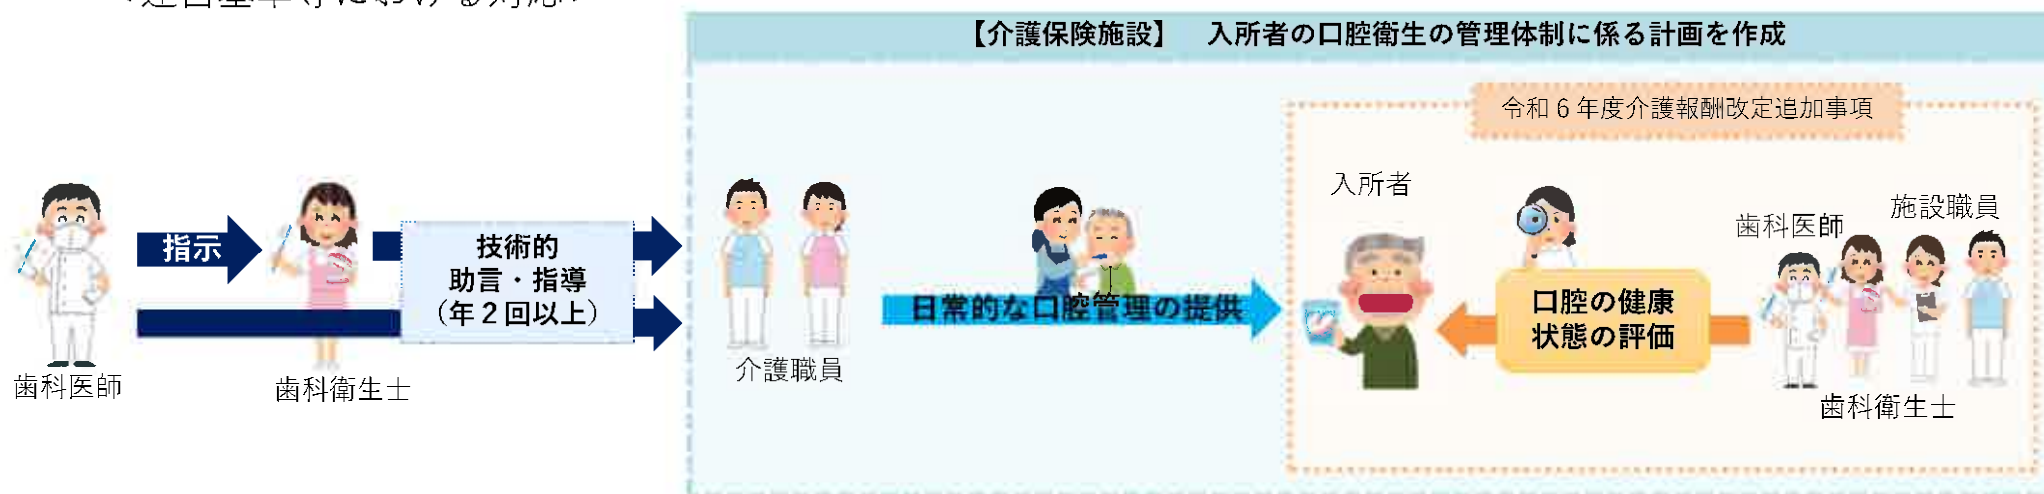 【介護保険施設】 入所者の口腔衛生の管理体制に係る計画を作成
令和６年度介護報酬改定追加事項
指示
技術的
助言・指導
（年２回以上）
歯科医師
歯科衛生士
介護職員
日常的な口腔管理の提供
入所者
口腔の健康
状態の評価
歯科医師
施設職員
歯科衛生士